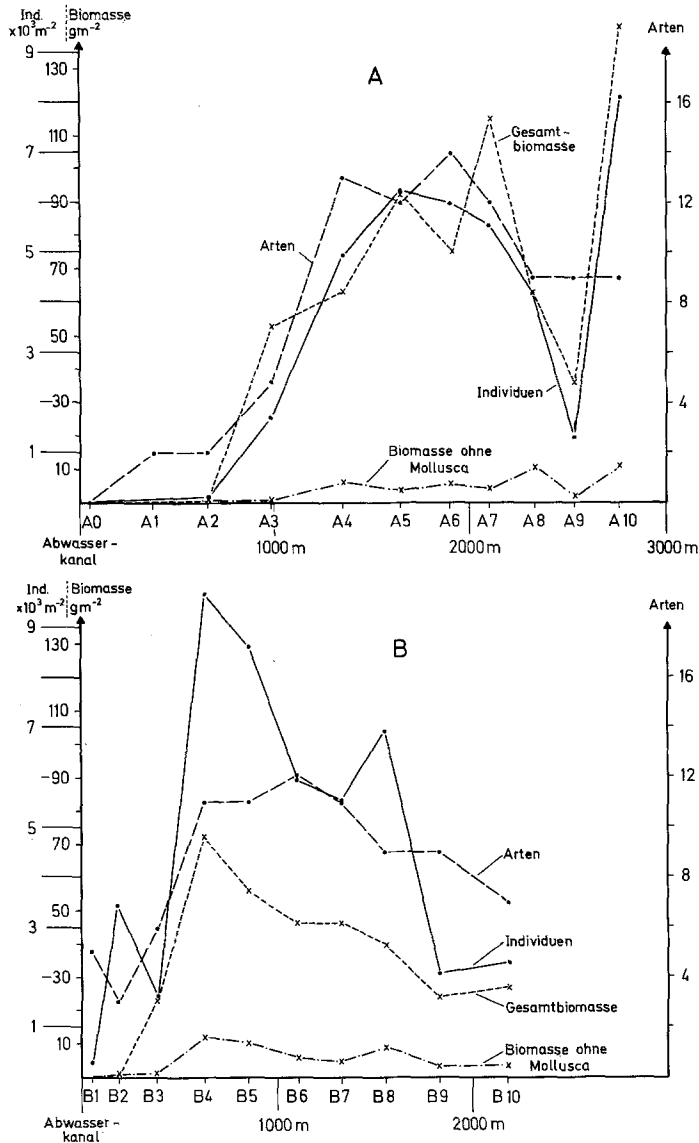 Ind.
x10³m⁻²
Biomasse
gm⁻²
Arten
A
9
130
110
7
90
5
70
50
3
30
1
10
16
12
8
4
Gesamt-
biomasse
Arten
Individuen
Biomasse ohne
Mollusca
A0 A1 A2 A3 A4 A5 A6 A7 A8 A9 A10
Abwasser-
kanal
1000 m 2000 m 3000 m
Ind.
x10³m⁻²
Biomasse
gm⁻²
Arten
B
9
130
110
7
90
5
70
50
3
30
1
10
16
12
8
4
Arten
Individuen
Gesamtbiomasse
Biomasse ohne
Mollusca
B1 B2 B3 B4 B5 B6 B7 B8 B9 B10
Abwasser-
kanal
1000 m 2000 m